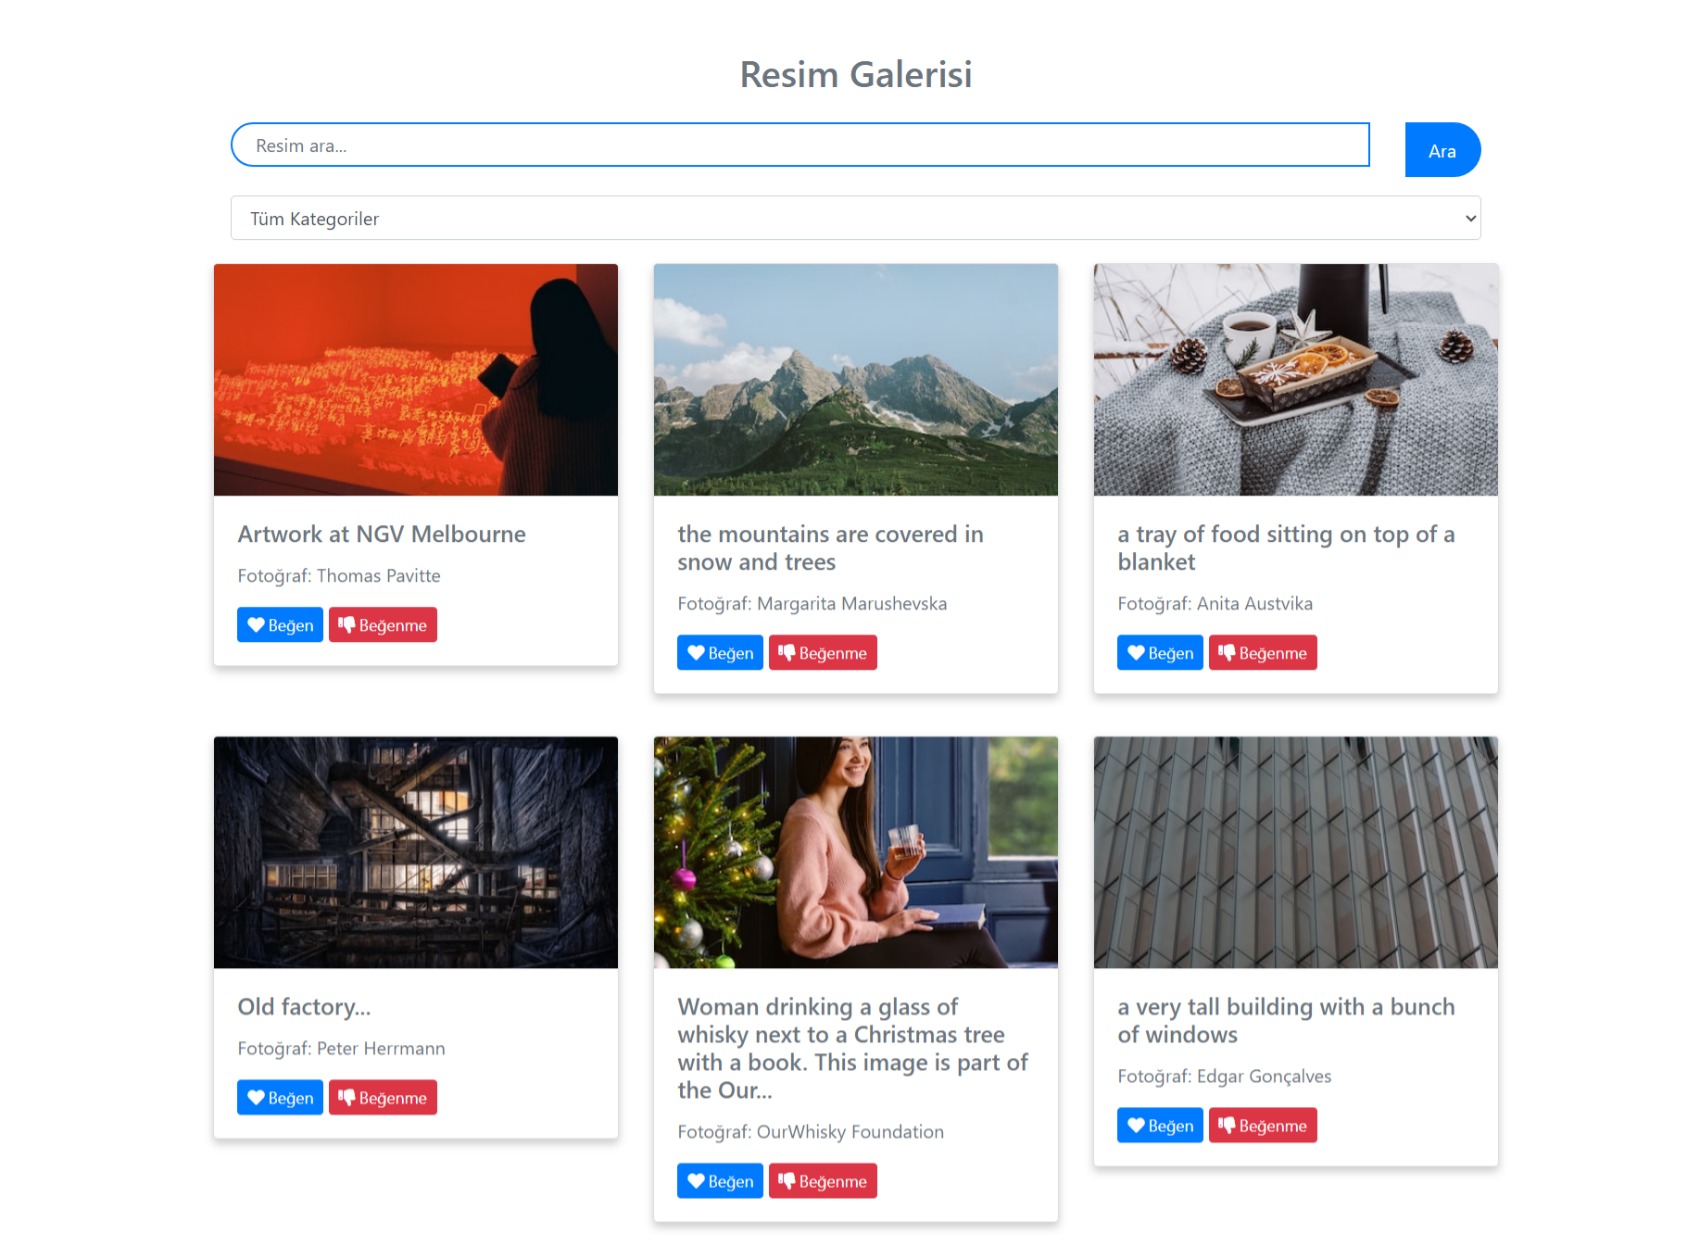 Resim Galerisi
Resim ara...
Ara
Tüm Kategoriler
Artwork at NGV Melbourne
Fotoğraf: Thomas Pavitte
Beğen
Beğenme
the mountains are covered in
snow and trees
Fotoğraf: Margarita Marushevska
Beğen
Beğenme
a tray of food sitting on top of a
blanket
Fotoğraf: Anita Austvika
Beğen
Beğenme
Old factory...
Fotoğraf: Peter Herrmann
Beğen
Beğenme
Woman drinking a glass of
whisky next to a Christmas tree
with a book. This image is part of
the Our...
Fotoğraf: OurWhisky Foundation
Beğen
Beğenme
a very tall building with a bunch
of windows
Fotoğraf: Edgar Gonçalves
Beğen
Beğenme